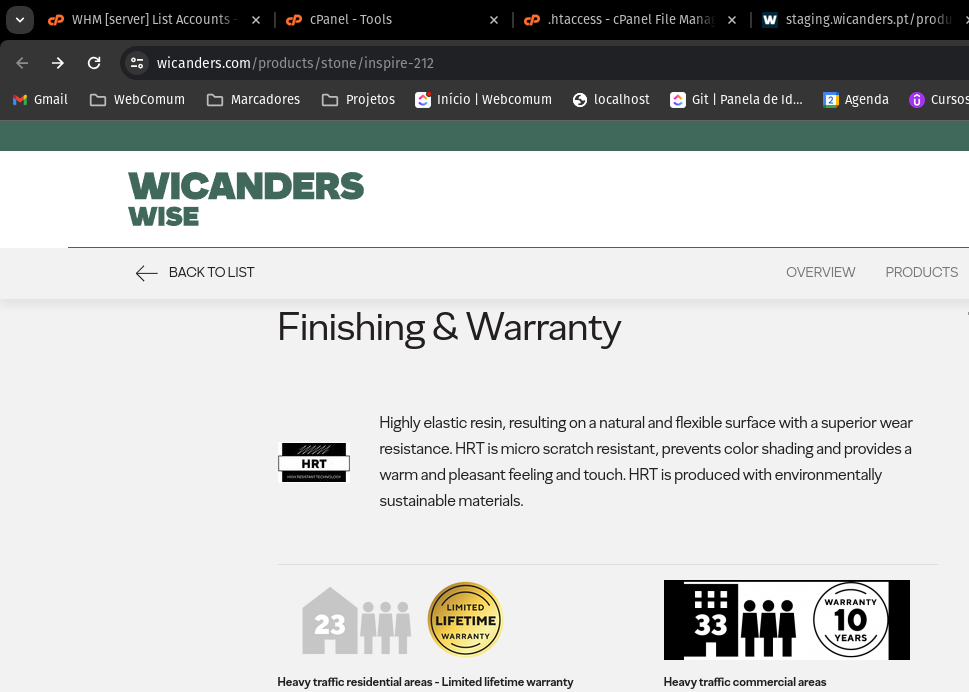 WHM [server] List Accounts -
cPanel - Tools
.htaccess - cPanel File Manag
staging.wicanders.pt/produ
wicanders.com/products/stone/inspire-212
Gmail
WebComum
Marcadores
Projetos
Início | Webcomum
localhost
Git | Panela de Id...
Agenda
Cursos
WICANDERS
WISE
BACK TO LIST
OVERVIEW
PRODUCTS
Finishing & Warranty
Highly elastic resin, resulting on a natural and flexible surface with a superior wear
resistance. HRT is micro scratch resistant, prevents color shading and provides a
warm and pleasant feeling and touch. HRT is produced with environmentally
sustainable materials.
HRT
HIGH RESISTANT TECHNOLOGY
23
LIMITED
LIFETIME
WARRANTY
33
WARRANTY
10
YEARS
Heavy traffic residential areas - Limited lifetime warranty
Heavy traffic commercial areas